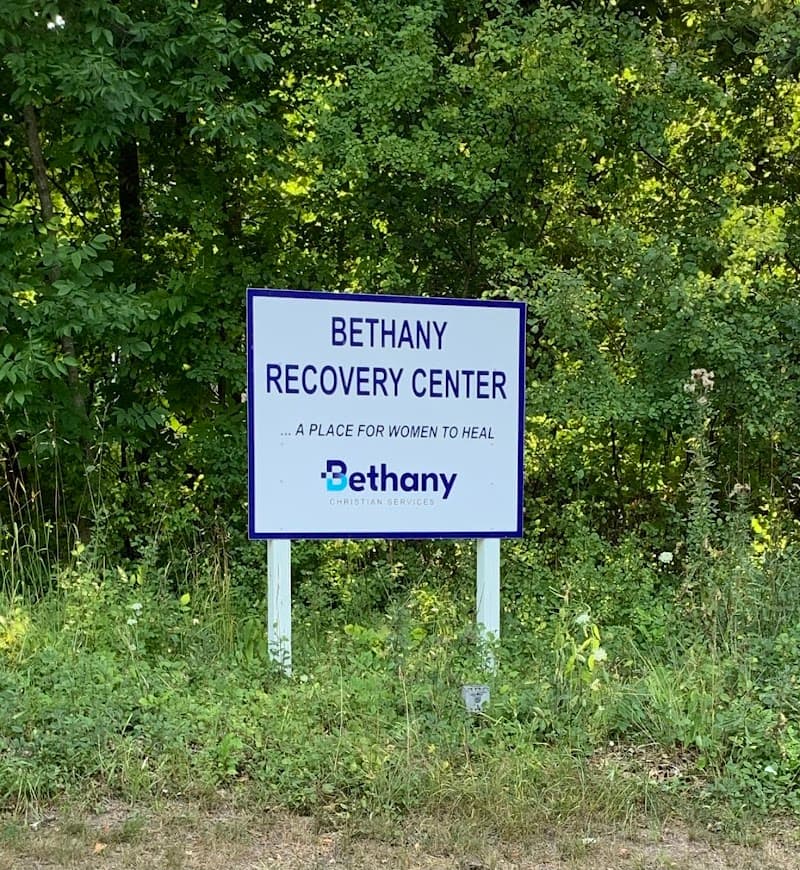 BETHANY
RECOVERY CENTER
... A PLACE FOR WOMEN TO HEAL
Bethany
CHRISTIAN SERVICES